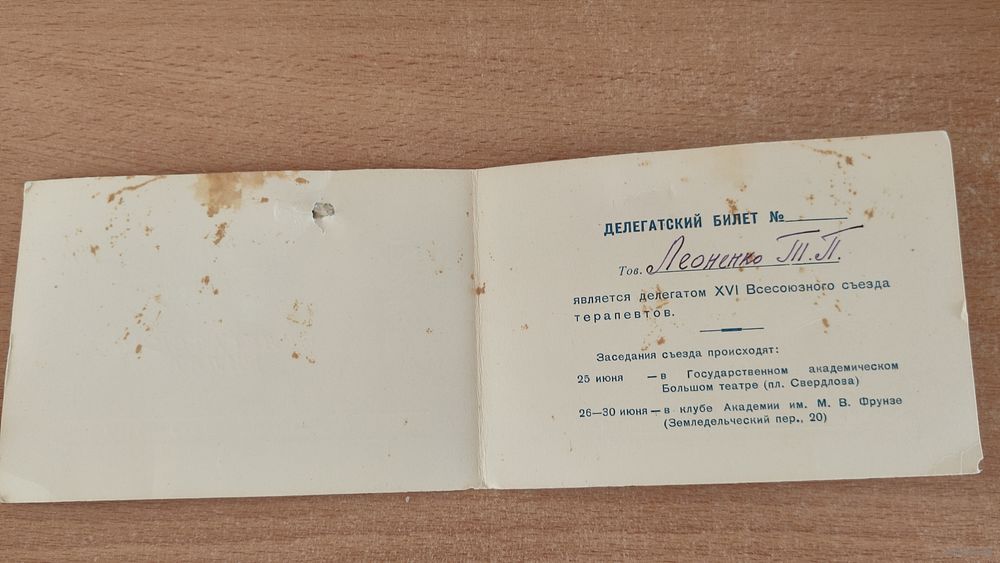 ДЕЛЕГАТСКИЙ БИЛЕТ №
Тов. Леоненко Т.П.
является делегатом XVI Всесоюзного съезда
терапевтов.
Заседания съезда происходят:
25 июня — в Государственном академическом
Большом театре (пл. Свердлова)
26—30 июня — в клубе Академии им. М. В. Фрунзе
(Земледельческий пер., 20)